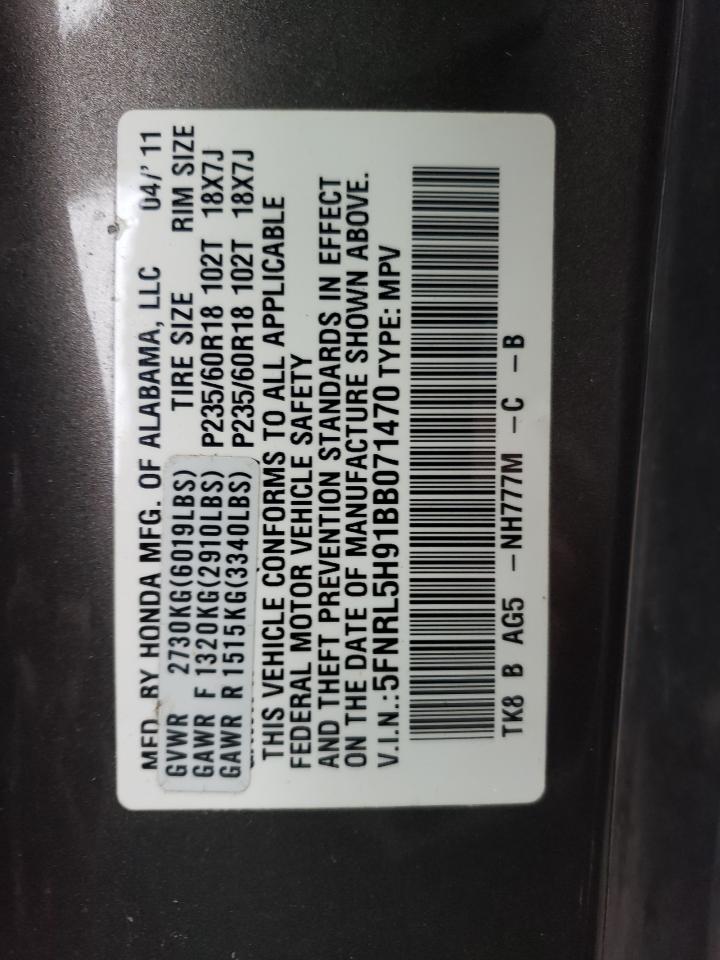 MFD. BY HONDA MFG. OF ALABAMA, LLC 04/' 11
GVWR 2730KG(6019LBS) TIRE SIZE RIM SIZE
GAWR F 1320KG(2910LBS) P235/60R18 102T 18X7J
GAWR R 1515KG(3340LBS) P235/60R18 102T 18X7J
THIS VEHICLE CONFORMS TO ALL APPLICABLE
FEDERAL MOTOR VEHICLE SAFETY
AND THEFT PREVENTION STANDARDS IN EFFECT
ON THE DATE OF MANUFACTURE SHOWN ABOVE.
V.I.N.:5FNRL5H91BB071470 TYPE: MPV
TK8 B AG5 -NH777M -C -B